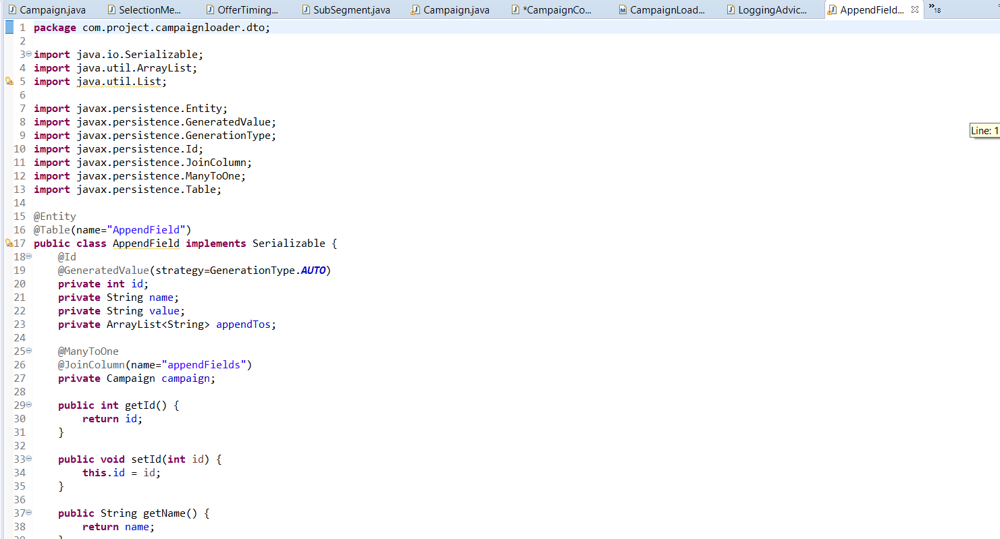 Campaign.java SelectionMe... OfferTiming... SubSegment.java Campaign.java *CampaignCo... CampaignLoad... LoggingAdvic... AppendField... »18
1 package com.project.campaignloader.dto;
2
3 import java.io.Serializable;
4 import java.util.ArrayList;
5 import java.util.List;
6
7 import javax.persistence.Entity;
8 import javax.persistence.GeneratedValue;
Line: 1
9 import javax.persistence.GenerationType;
10 import javax.persistence.Id;
11 import javax.persistence.JoinColumn;
12 import javax.persistence.ManyToOne;
13 import javax.persistence.Table;
14
15 @Entity
16 @Table(name="AppendField")
17 public class AppendField implements Serializable {
18 @Id
19 @GeneratedValue(strategy=GenerationType.AUTO)
20 private int id;
21 private String name;
22 private String value;
23 private ArrayList<String> appendTos;
24
25 @ManyToOne
26 @JoinColumn(name="appendFields")
27 private Campaign campaign;
28
29 public int getId() {
30 return id;
31 }
32
33 public void setId(int id) {
34 this.id = id;
35 }
36
37 public String getName() {
38 return name;
39 }